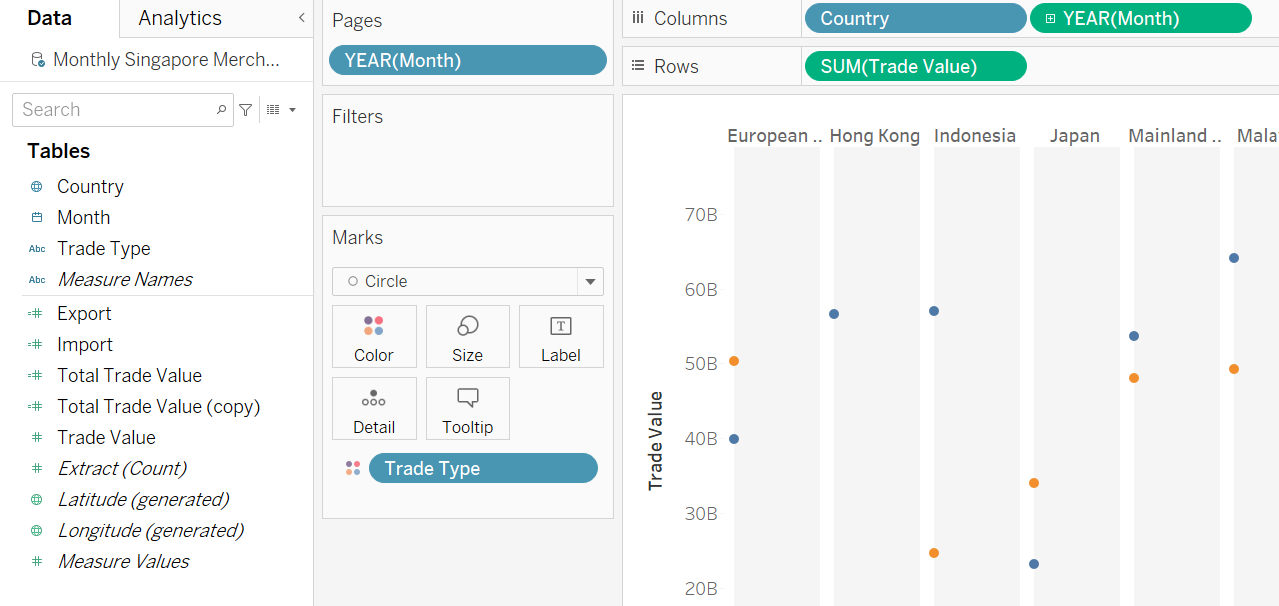 Data
Analytics
Monthly Singapore Merch...
Search
Tables
Country
Month
Abc Trade Type
Abc Measure Names
Export
Import
Total Trade Value
Total Trade Value (copy)
Trade Value
Extract (Count)
Latitude (generated)
Longitude (generated)
Measure Values
Pages
YEAR(Month)
Filters
Marks
Circle
Color
Size
Label
Detail
Tooltip
Trade Type
Columns
Country
YEAR(Month)
Rows
SUM(Trade Value)
European .. Hong Kong Indonesia Japan Mainland .. Mala
Trade Value
70B
60B
50B
40B
30B
20B